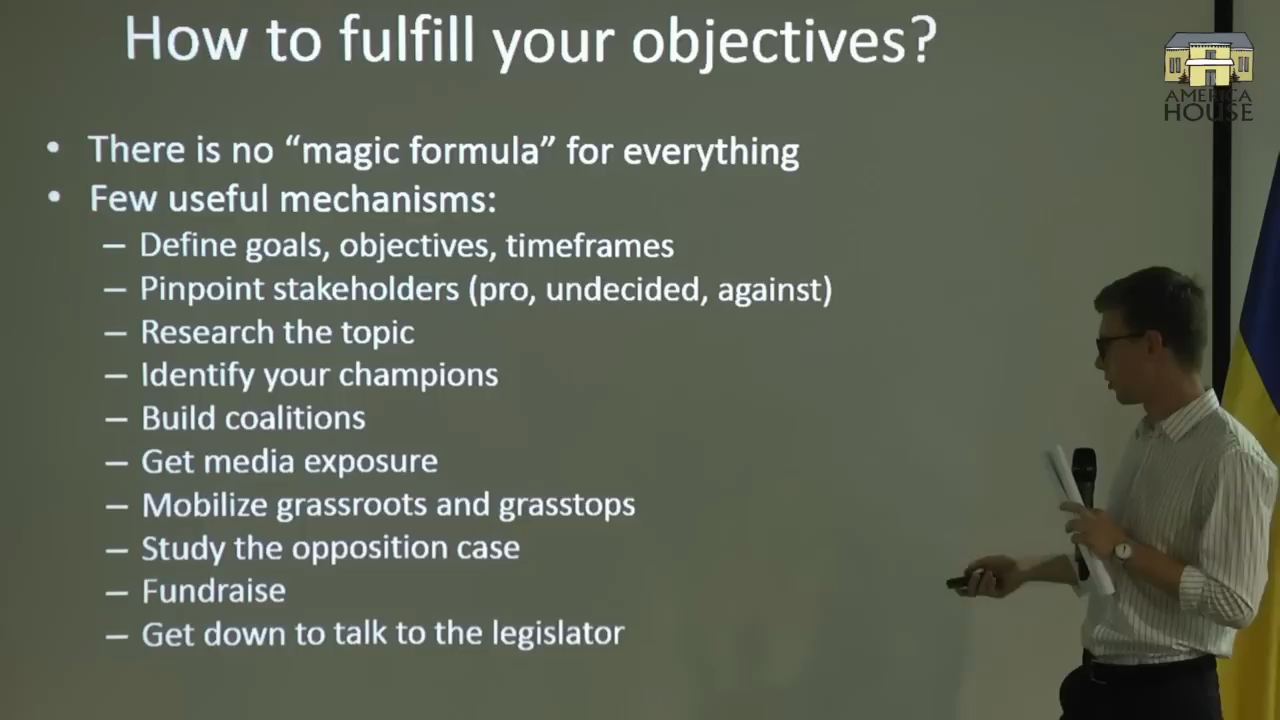 How to fulfill your objectives?
AMERICA
HOUSE
• There is no “magic formula” for everything
• Few useful mechanisms:
– Define goals, objectives, timeframes
– Pinpoint stakeholders (pro, undecided, against)
– Research the topic
– Identify your champions
– Build coalitions
– Get media exposure
– Mobilize grassroots and grasstops
– Study the opposition case
– Fundraise
– Get down to talk to the legislator